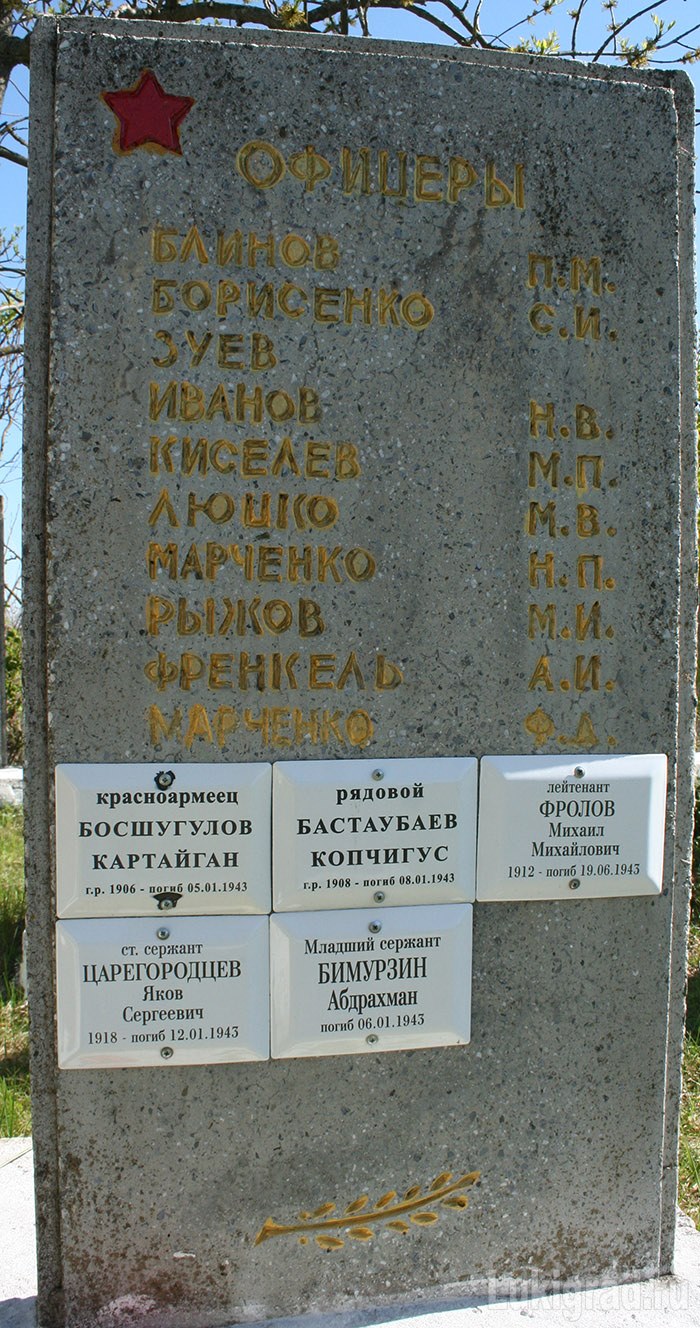 ОФИЦЕРЫ
БЛИНОВ П.М.
БОРИСЕНКО С.И.
ЗУЕВ
ИВАНОВ Н.В.
КИСЕЛЕВ М.П.
ЛЮШКО М.В.
МАРЧЕНКО Н.П.
РЫЖОВ М.И.
ФРЕНКЕЛЬ А.И.
МАРЧЕНКО Ф.Д.
красноармеец
БОСШУГУЛОВ
КАРТАЙГАН
г.р. 1906 - погиб 05.01.1943
рядовой
БАСТАУБАЕВ
КОПЧИГУС
г.р. 1908 - погиб 08.01.1943
лейтенант
ФРОЛОВ
Михаил
Михайлович
1912 - погиб 19.06.1943
ст. сержант
ЦАРЕГОРОДЦЕВ
Яков
Сергеевич
1918 - погиб 12.01.1943
Младший сержант
БИМУРЗИН
Абдрахман
погиб 06.01.1943
Lukigrad.ru